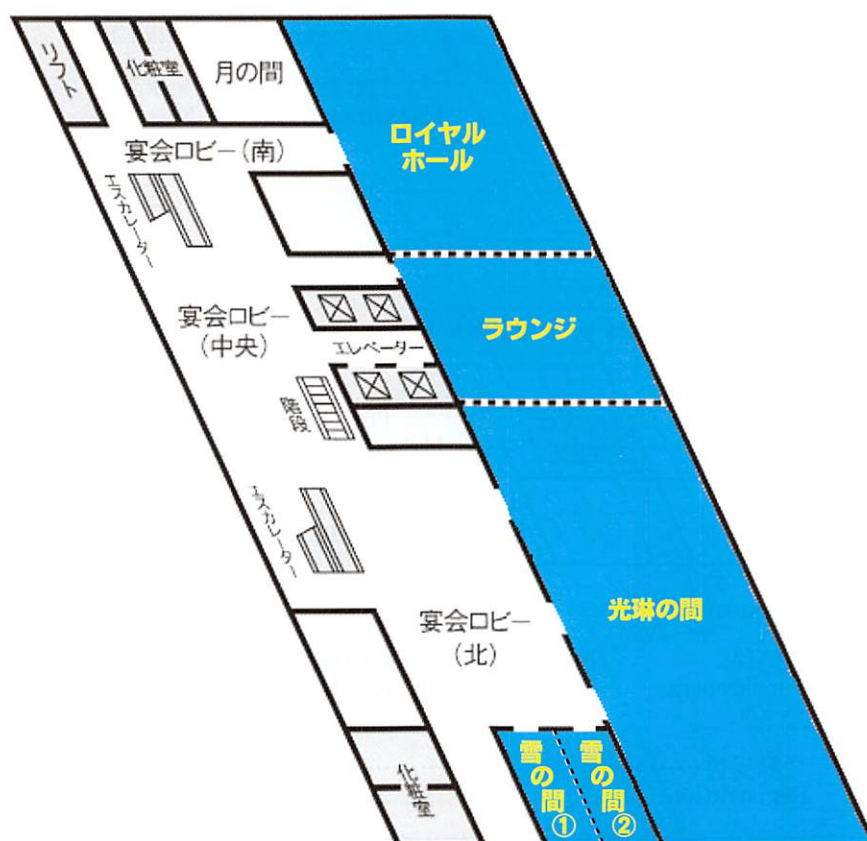 リフト
化粧室
月の間
ロイヤル
ホール
宴会ロビー(南)
エスカレーター
宴会ロビー
(中央)
ラウンジ
エレベーター
階段
エスカレーター
光琳の間
宴会ロビー
(北)
雪の間①
雪の間②
化粧室